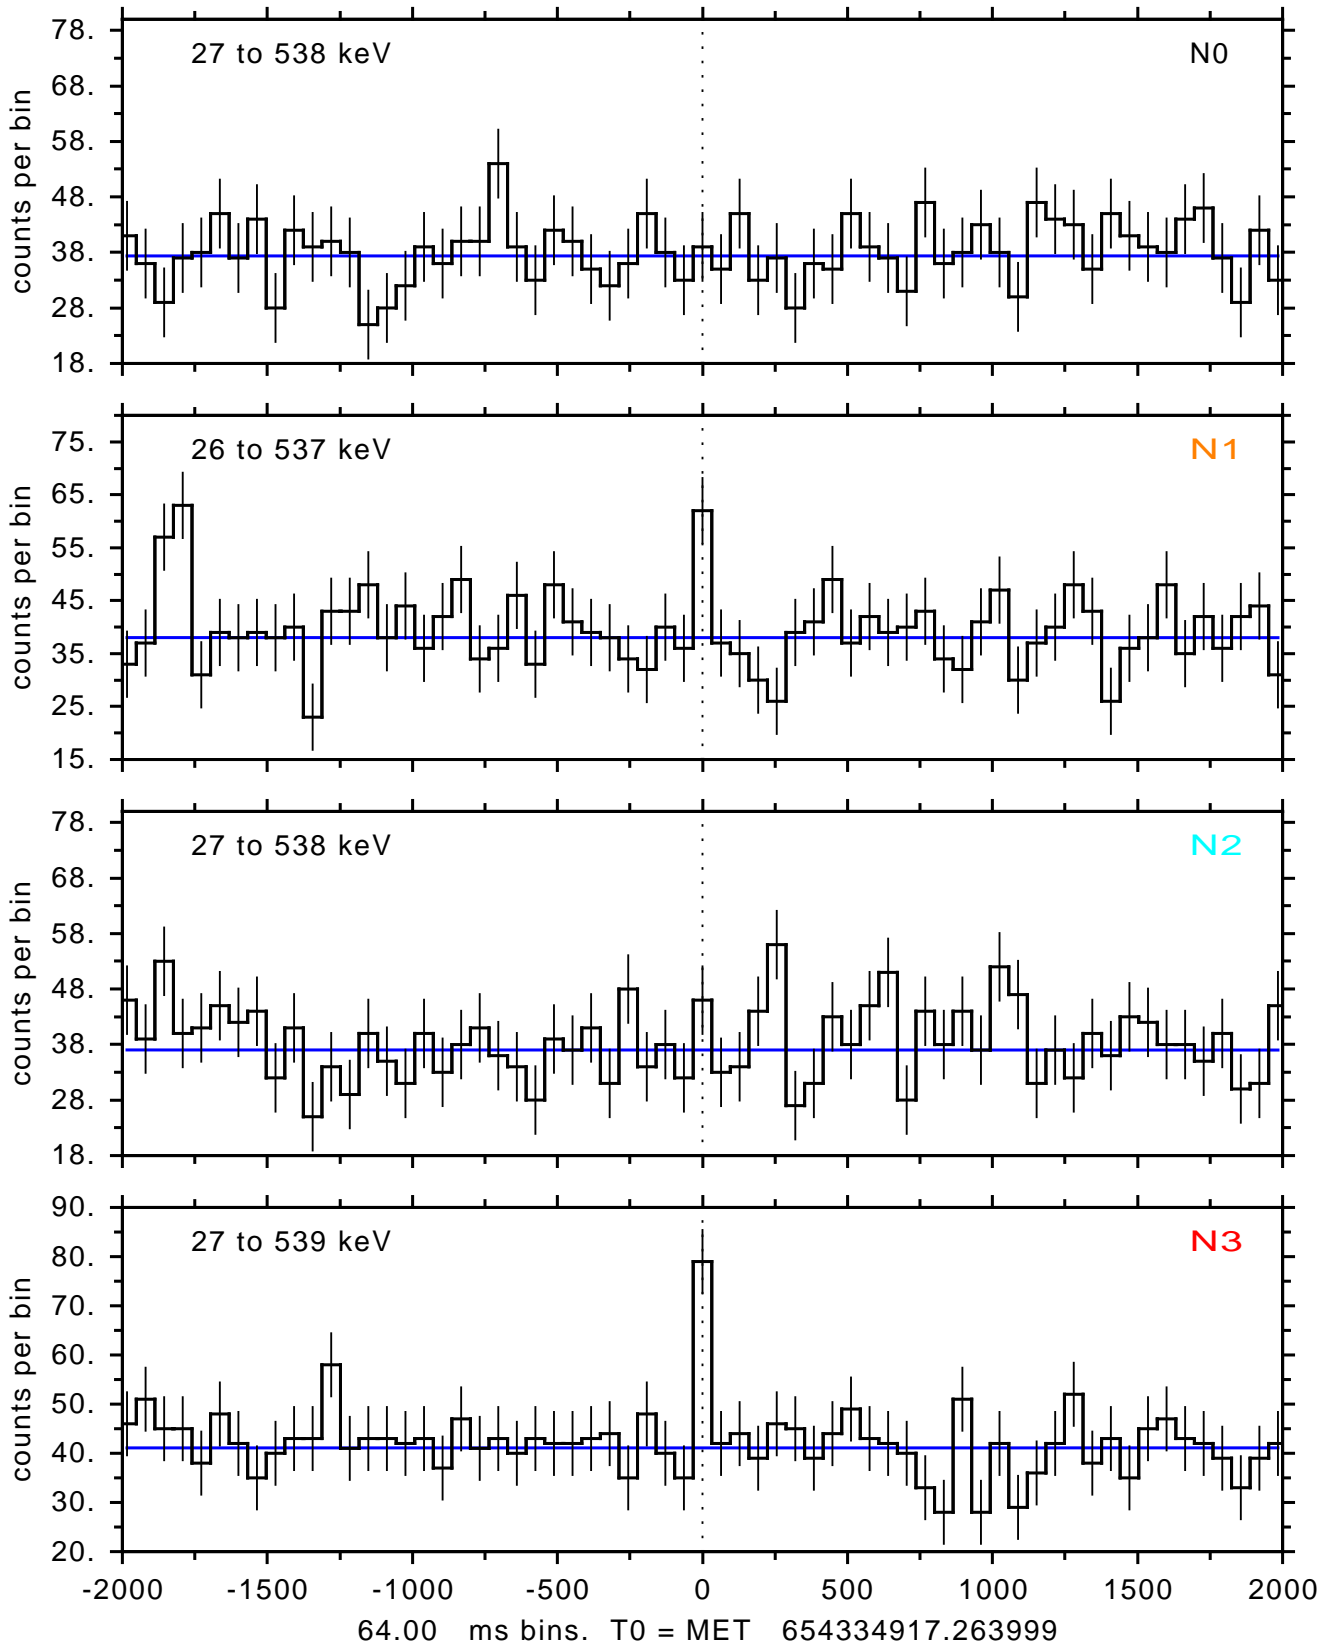 27 to 538 keV N0
78.
68.
58.
48.
38.
28.
18.
counts per bin
26 to 537 keV N1
75.
65.
55.
45.
35.
25.
15.
counts per bin
27 to 538 keV N2
78.
68.
58.
48.
38.
28.
18.
counts per bin
27 to 539 keV N3
90.
80.
70.
60.
50.
40.
30.
20.
counts per bin
-2000 -1500 -1000 -500 0 500 1000 1500 2000
64.00 ms bins. T0 = MET 654334917.263999